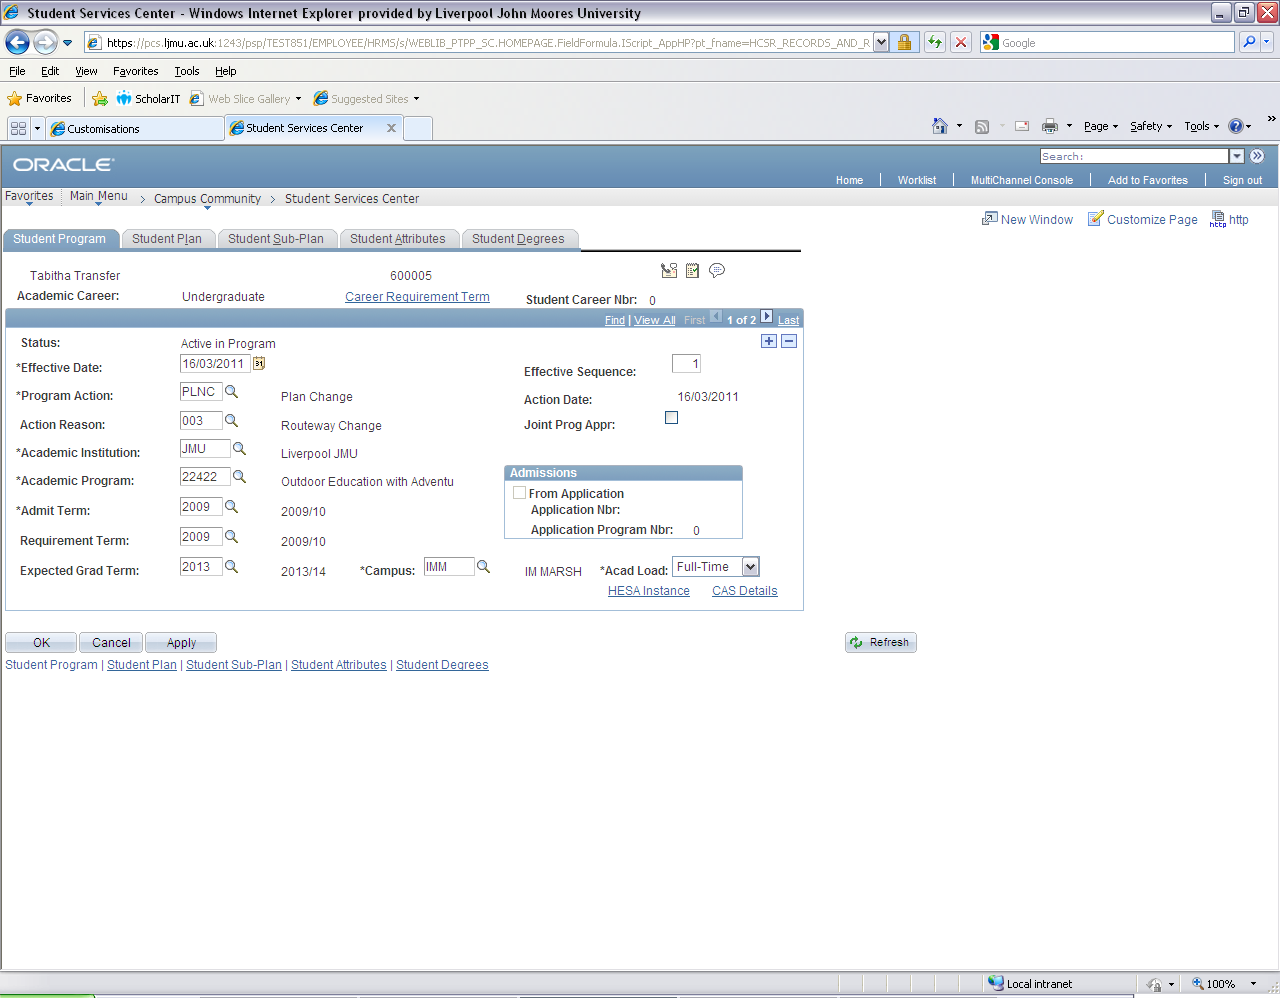 Student Services Center - Windows Internet Explorer provided by Liverpool John Moores University
https://pcs.ljmu.ac.uk:1243/psp/TEST851/EMPLOYEE/HRMS/s/WEBLIB_PTPP_SC.HOMEPAGE.FieldFormula.IScript_AppHP?pt_fname=HCSR_RECORDS_AND_R Google
File Edit View Favorites Tools Help
Favorites ScholarIT Web Slice Gallery Suggested Sites
Customisations Student Services Center Page Safety Tools
ORACLE Search:
Home Worklist MultiChannel Console Add to Favorites Sign out
Favorites Main Menu > Campus Community > Student Services Center
New Window Customize Page http
Student Program Student Plan Student Sub-Plan Student Attributes Student Degrees
Tabitha Transfer 600005
Academic Career: Undergraduate Career Requirement Term Student Career Nbr: 0
Find | View All First 1 of 2 Last
Status: Active in Program
*Effective Date: 16/03/2011 31 Effective Sequence: 1
*Program Action: PLNC Plan Change Action Date: 16/03/2011
Action Reason: 003 Routeway Change Joint Prog Appr:
*Academic Institution: JMU Liverpool JMU
*Academic Program: 22422 Outdoor Education with Adventu
Admissions
From Application
Application Nbr:
Application Program Nbr: 0
*Admit Term: 2009 2009/10
Requirement Term: 2009 2009/10
Expected Grad Term: 2013 2013/14 *Campus: IMM IM MARSH *Acad Load: Full-Time
HESA Instance CAS Details
OK Cancel Apply Refresh
Student Program | Student Plan | Student Sub-Plan | Student Attributes | Student Degrees
Local intranet 100%